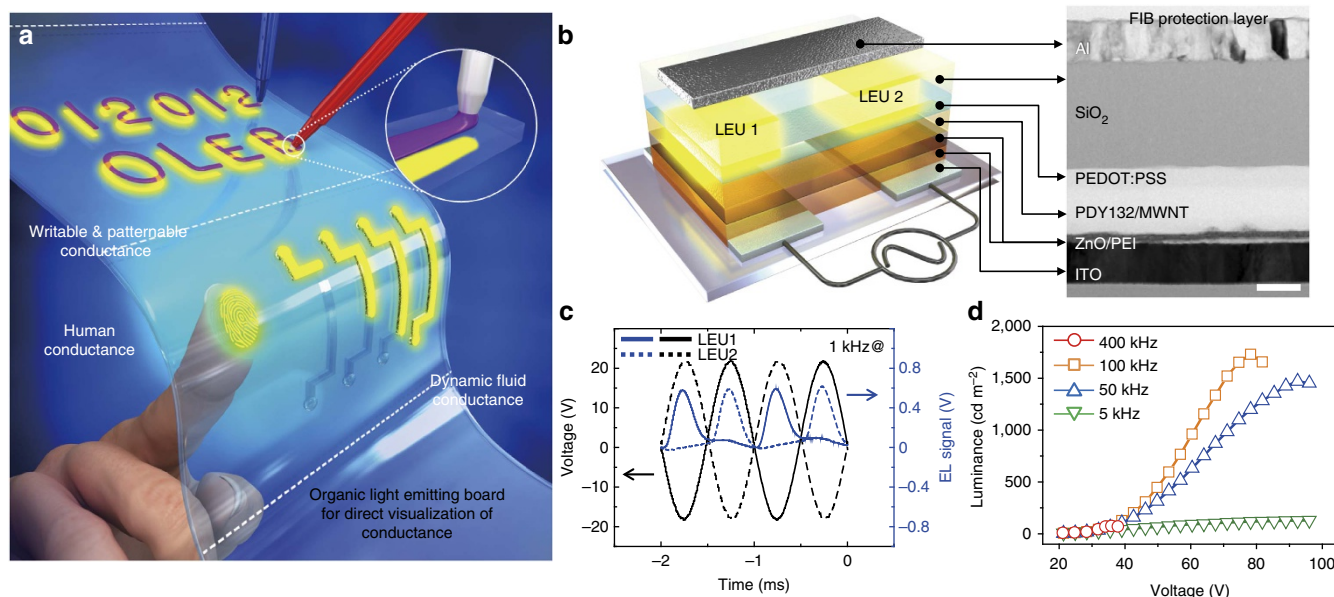 a
012012
OLEB
Writable & patternable
conductance
Human
conductance
Dynamic fluid
conductance
Organic light emitting board
for direct visualization of
conductance
b
LEU 1
LEU 2
FIB protection layer
Al
SiO2
PEDOT:PSS
PDY132/MWNT
ZnO/PEI
ITO
c
LEU1
LEU2
1 kHz@
Voltage (V)
20
10
0
−10
−20
EL signal (V)
0.8
0.4
0
−0.4
−0.8
−2
−1
0
Time (ms)
d
Luminance (cd m−2)
2,000
1,500
1,000
500
0
400 kHz
100 kHz
50 kHz
5 kHz
20
40
60
80
100
Voltage (V)